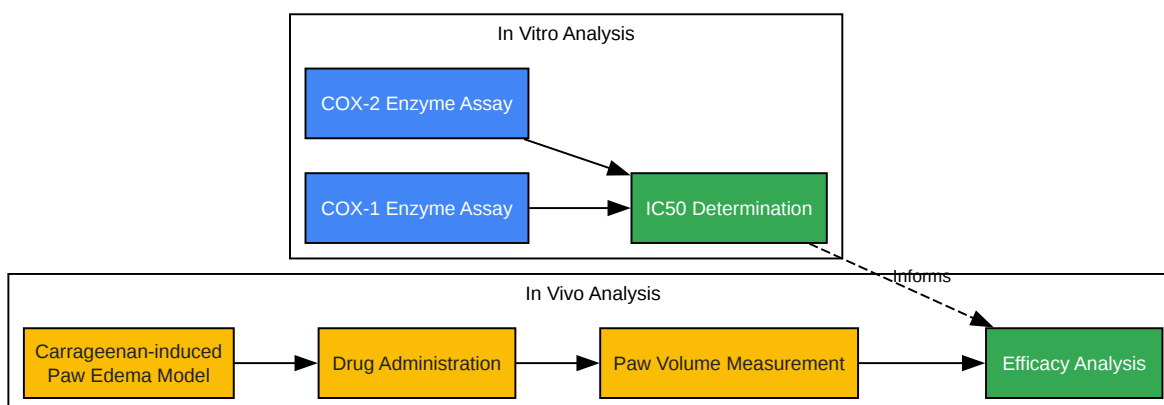 In Vitro Analysis
COX-2 Enzyme Assay
COX-1 Enzyme Assay
IC50 Determination
Informs
In Vivo Analysis
Carrageenan-induced
Paw Edema Model
Drug Administration
Paw Volume Measurement
Efficacy Analysis